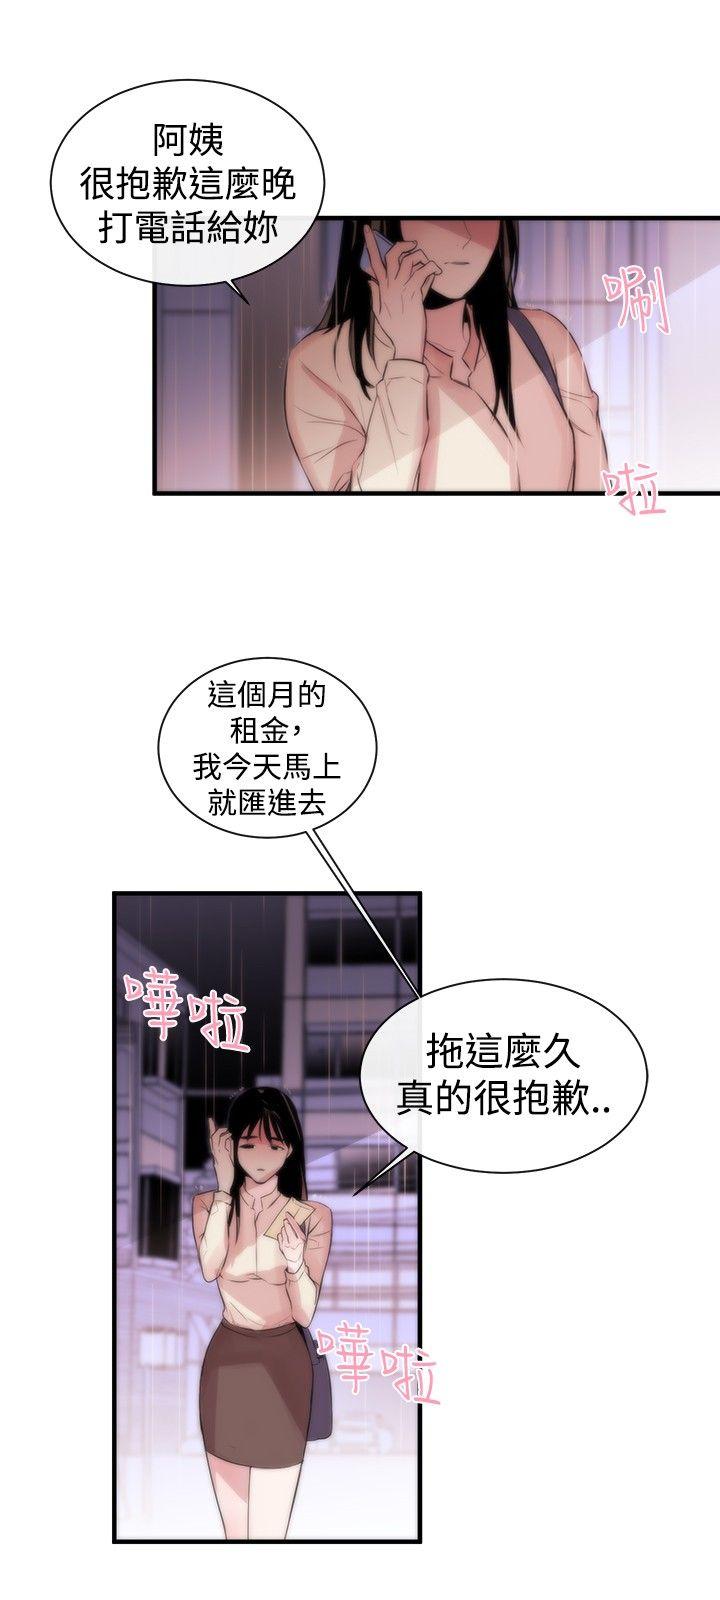 阿姨
很抱歉這麼晚
打電話給妳
唰
啦
這個月的
租金，
我今天馬上
就匯進去
嘩啦
拖這麼久
真的很抱歉..
嘩啦